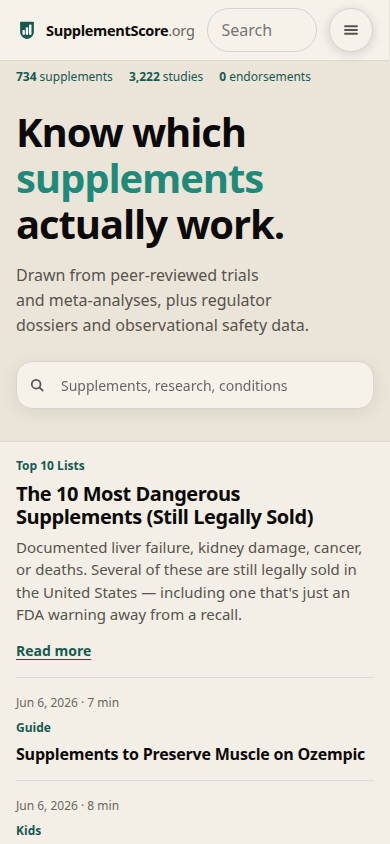 SupplementScore.org
Search
734 supplements 3,222 studies 0 endorsements
Know which
supplements
actually work.
Drawn from peer-reviewed trials
and meta-analyses, plus regulator
dossiers and observational safety data.
Supplements, research, conditions
Top 10 Lists
The 10 Most Dangerous
Supplements (Still Legally Sold)
Documented liver failure, kidney damage, cancer,
or deaths. Several of these are still legally sold in
the United States — including one that's just an
FDA warning away from a recall.
Read more
Jun 6, 2026 · 7 min
Guide
Supplements to Preserve Muscle on Ozempic
Jun 6, 2026 · 8 min
Kids